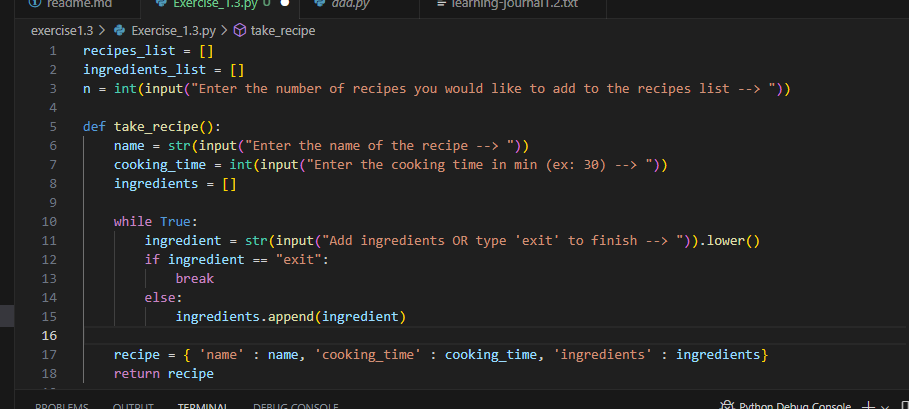 readme.md Exercise_1.3.py U add.py learning-journal1.2.txt
exercise1.3 > Exercise_1.3.py > take_recipe
1 recipes_list = []
2 ingredients_list = []
3 n = int(input("Enter the number of recipes you would like to add to the recipes list --> "))
4
5 def take_recipe():
6     name = str(input("Enter the name of the recipe --> "))
7     cooking_time = int(input("Enter the cooking time in min (ex: 30) --> "))
8     ingredients = []
9
10     while True:
11         ingredient = str(input("Add ingredients OR type 'exit' to finish --> ")).lower()
12         if ingredient == "exit":
13             break
14         else:
15             ingredients.append(ingredient)
16
17     recipe = { 'name' : name, 'cooking_time' : cooking_time, 'ingredients' : ingredients}
18     return recipe
PROBLEMS OUTPUT TERMINAL DEBUG CONSOLE Python Debug Console